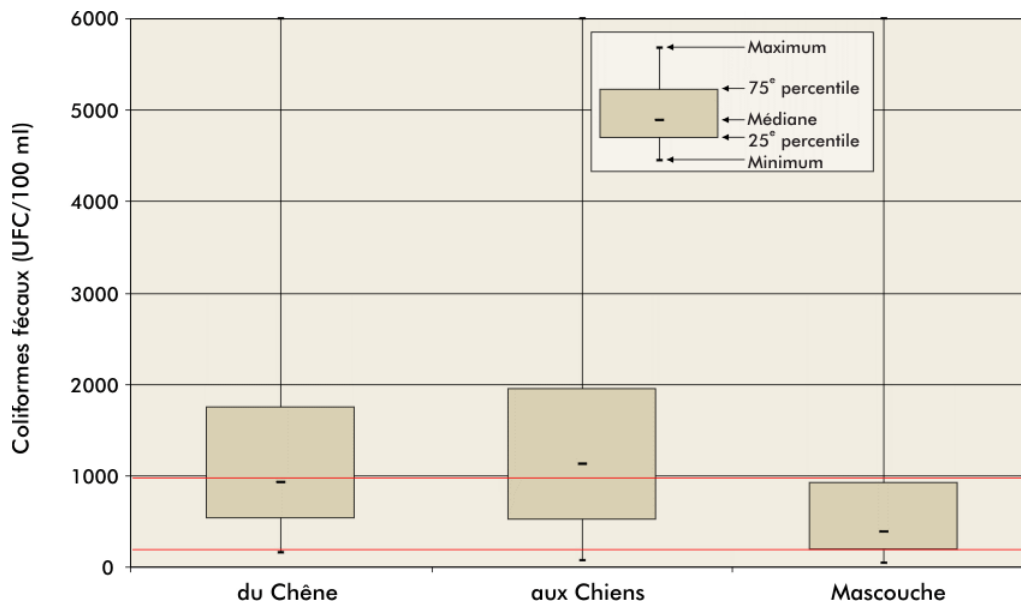 Coliformes fécaux (UFC/100 ml)
6000
5000
4000
3000
2000
1000
0
Maximum
75e percentile
Médiane
25e percentile
Minimum
du Chêne
aux Chiens
Mascouche